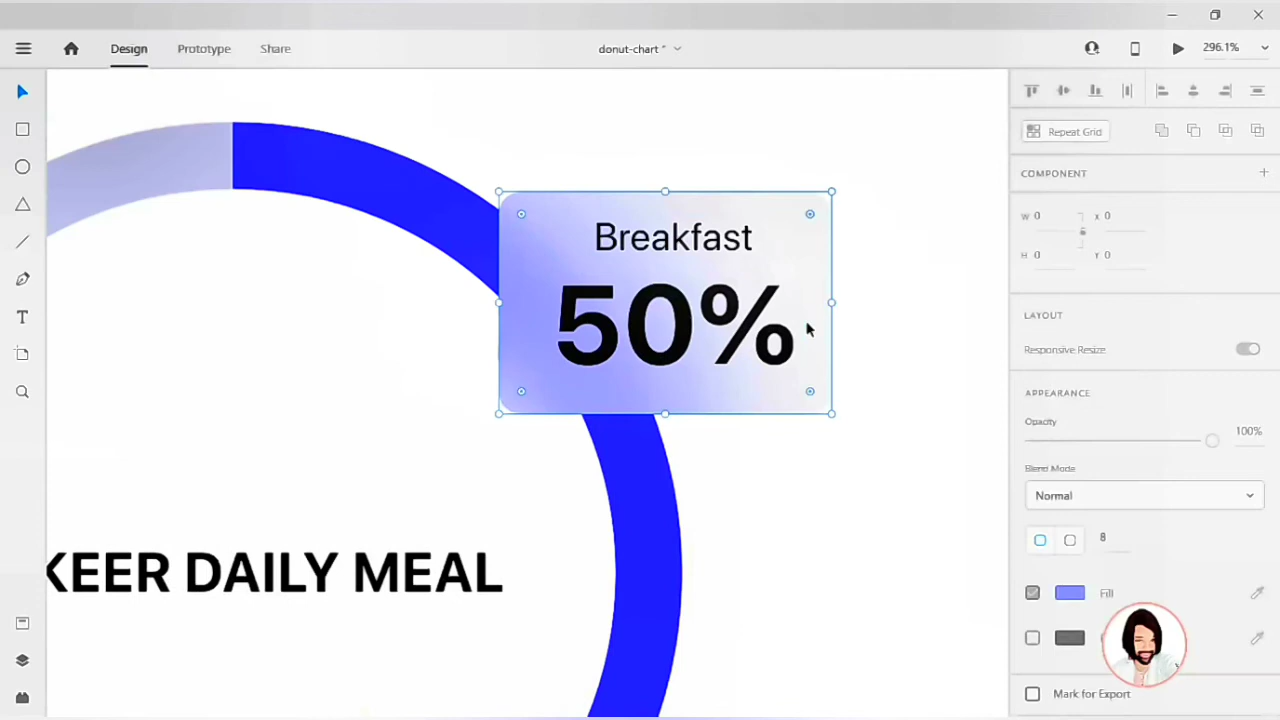 Design Prototype Share donut-chart * 296.1%
Repeat Grid
COMPONENT
W 0 X 0
H 0 Y 0
LAYOUT
Responsive Resize
APPEARANCE
Opacity
100%
Blend Mode
Normal
8
Fill
Mark for Export
Breakfast
50%
KEER DAILY MEAL
T